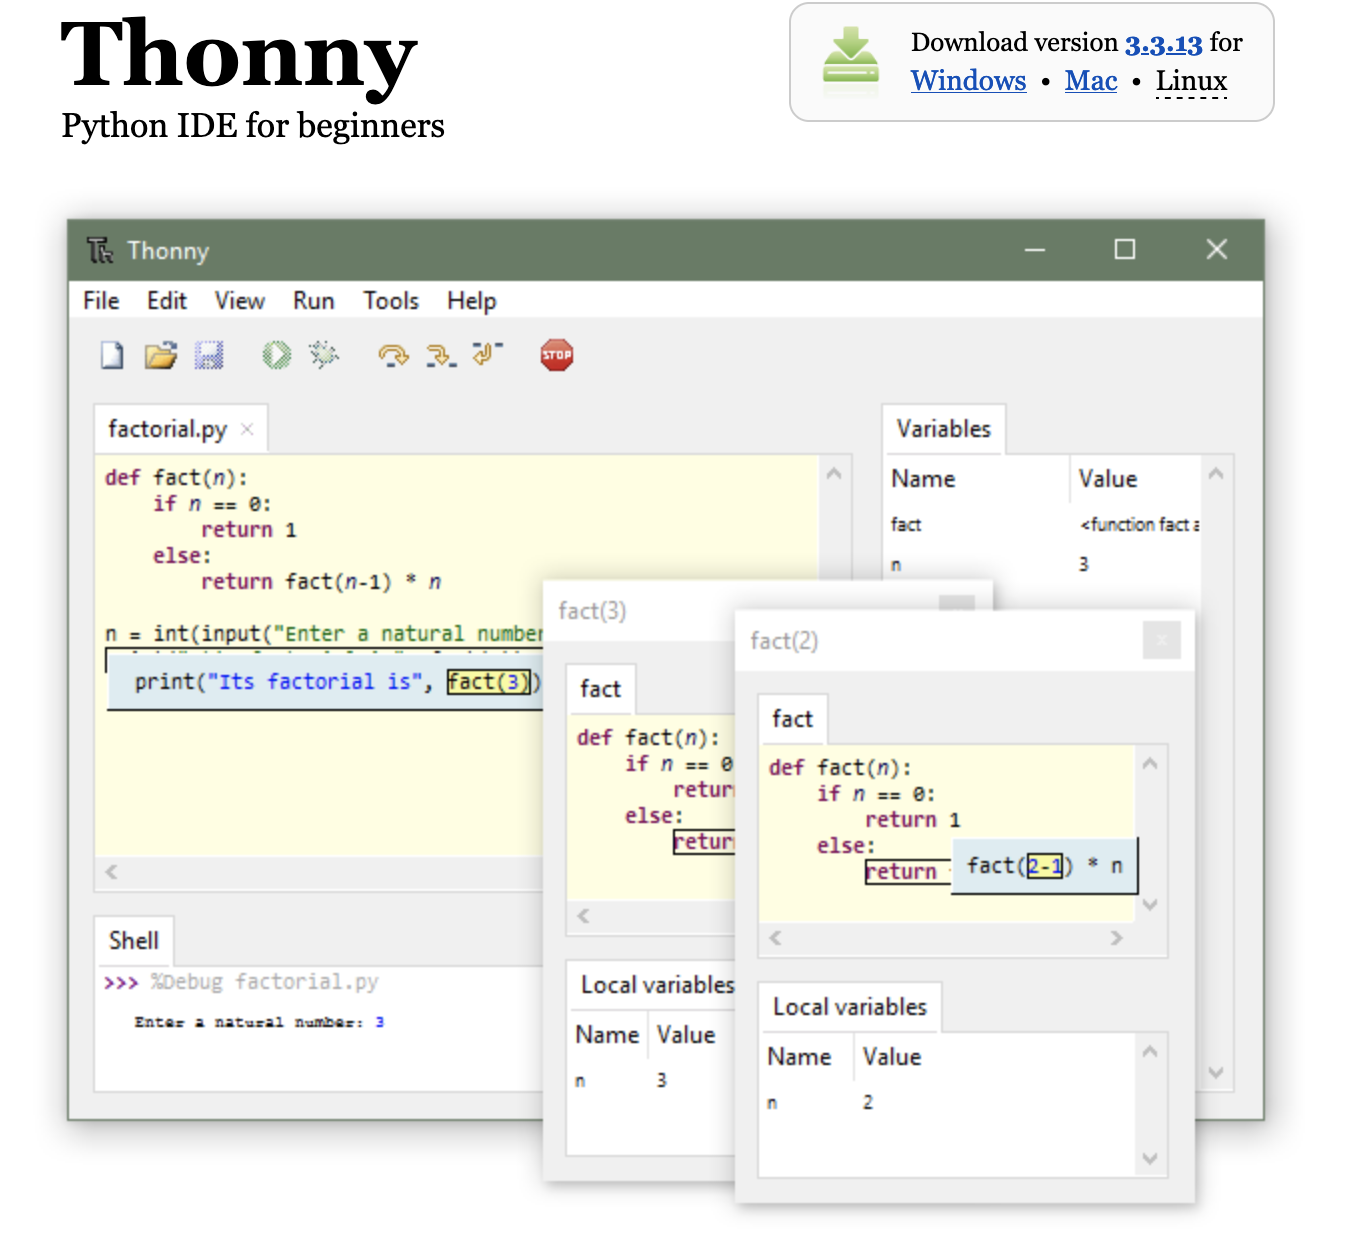 Thonny
Python IDE for beginners
Download version 3.3.13 for
Windows • Mac • Linux
Thonny
File Edit View Run Tools Help
STOP
factorial.py
def fact(n):
    if n == 0:
        return 1
    else:
        return fact(n-1) * n
n = int(input("Enter a natural number
print("Its factorial is", fact(3))
Variables
Name Value
fact <function fact a
n 3
Shell
>>> %Debug factorial.py
Enter a natural number: 3
fact(3)
fact
def fact(n):
    if n == 0
        retur
    else:
        retur
Local variables
Name Value
n 3
fact(2)
fact
def fact(n):
    if n == 0:
        return 1
    else:
        return fact(2-1) * n
Local variables
Name Value
n 2